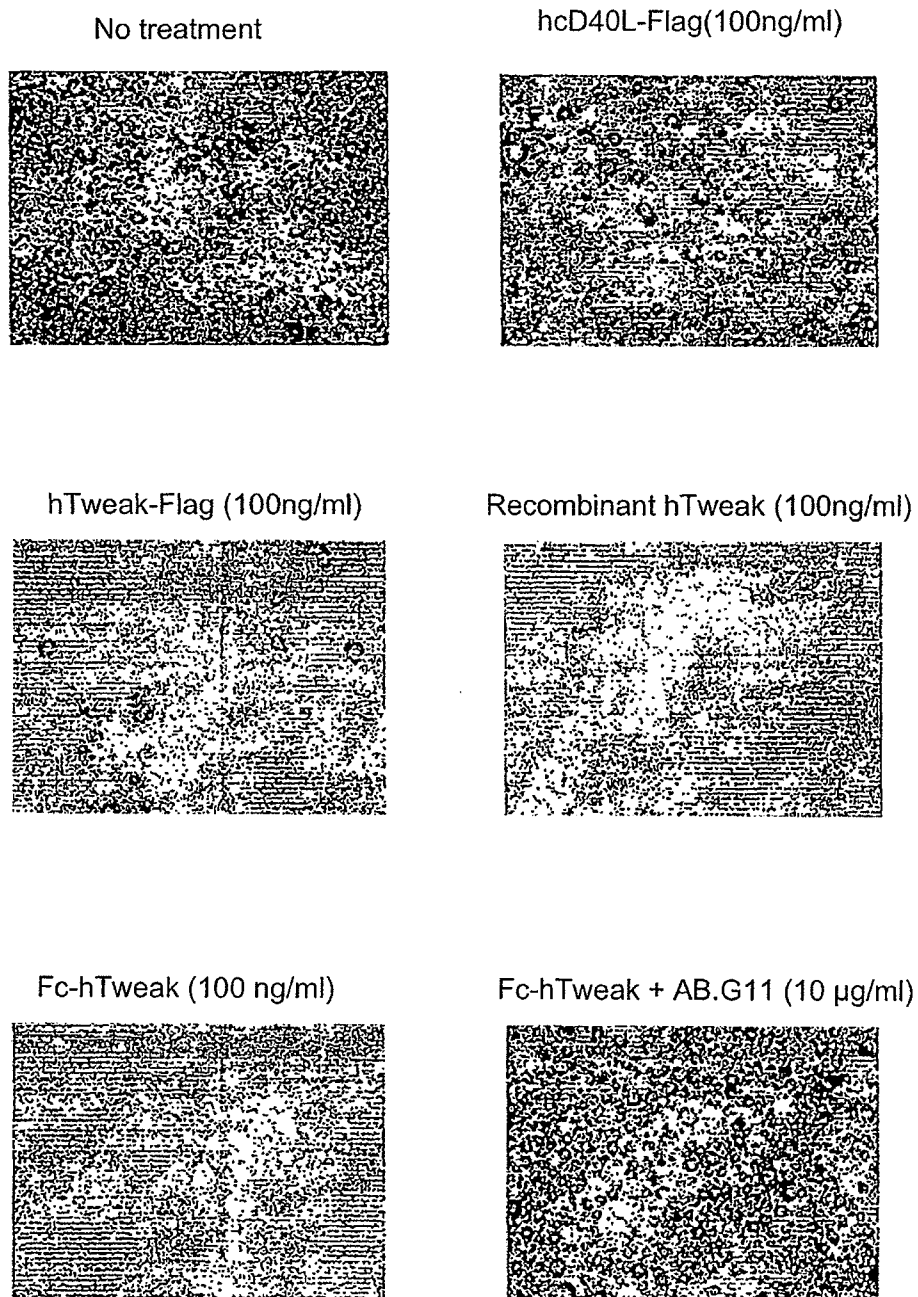 No treatment
hcD40L-Flag(100ng/ml)
hTweak-Flag (100ng/ml)
Recombinant hTweak (100ng/ml)
Fc-hTweak (100 ng/ml)
Fc-hTweak + AB.G11 (10 µg/ml)